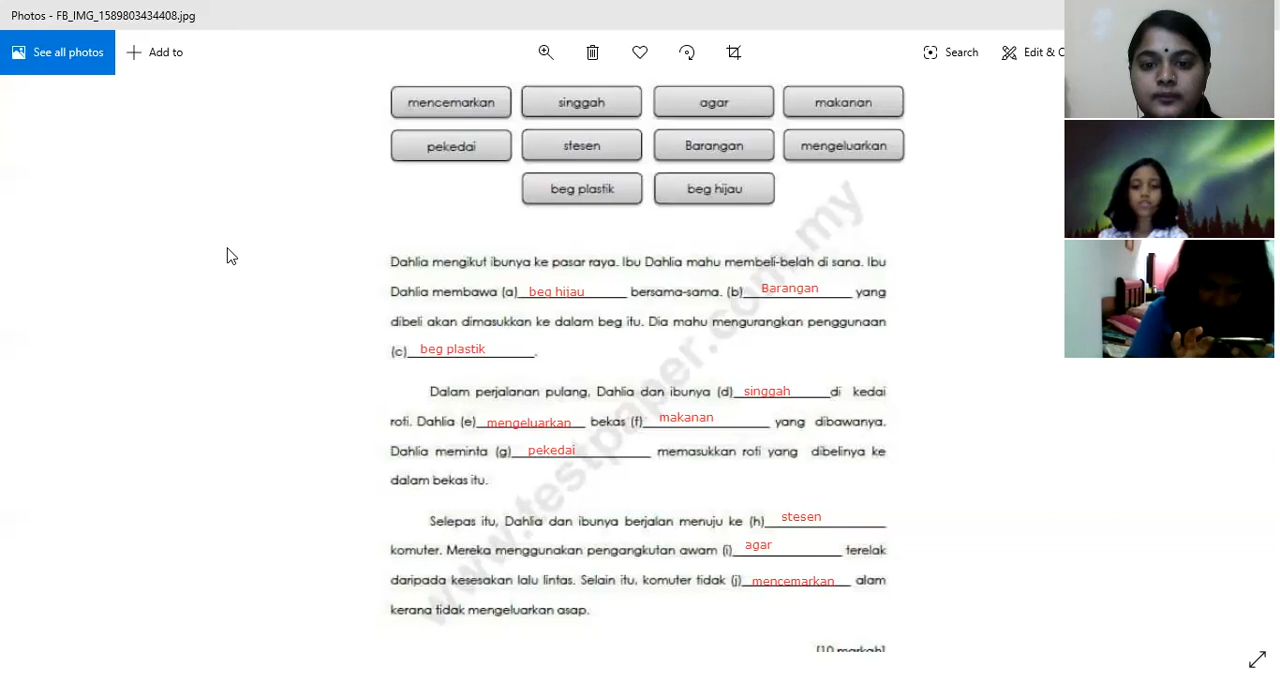 Photos - FB_IMG_1589803434408.jpg
See all photos
Add to
Search
Edit & C
mencemarkan singgah agar makanan
pekedai stesen Barangan mengeluarkan
beg plastik beg hijau
Dahlia mengikut ibunya ke pasar raya. Ibu Dahlia mahu membeli-belah di sana. Ibu
Dahlia membawa (a) beg hijau bersama-sama. (b) Barangan yang
dibeli akan dimasukkan ke dalam beg itu. Dia mahu mengurangkan penggunaan
(c) beg plastik.
Dalam perjalanan pulang, Dahlia dan ibunya (d) singgah di kedai
roti. Dahlia (e) mengeluarkan bekas (f) makanan yang dibawanya.
Dahlia meminta (g) pekedai memasukkan roti yang dibelinya ke
dalam bekas itu.
Selepas itu, Dahlia dan ibunya berjalan menuju ke (h) stesen
komuter. Mereka menggunakan pengangkutan awam (i) agar terelak
daripada kesesakan lalu lintas. Selain itu, komuter tidak (j) mencemarkan alam
kerana tidak mengeluarkan asap.
[10 markah]
www.testpaper.com.my